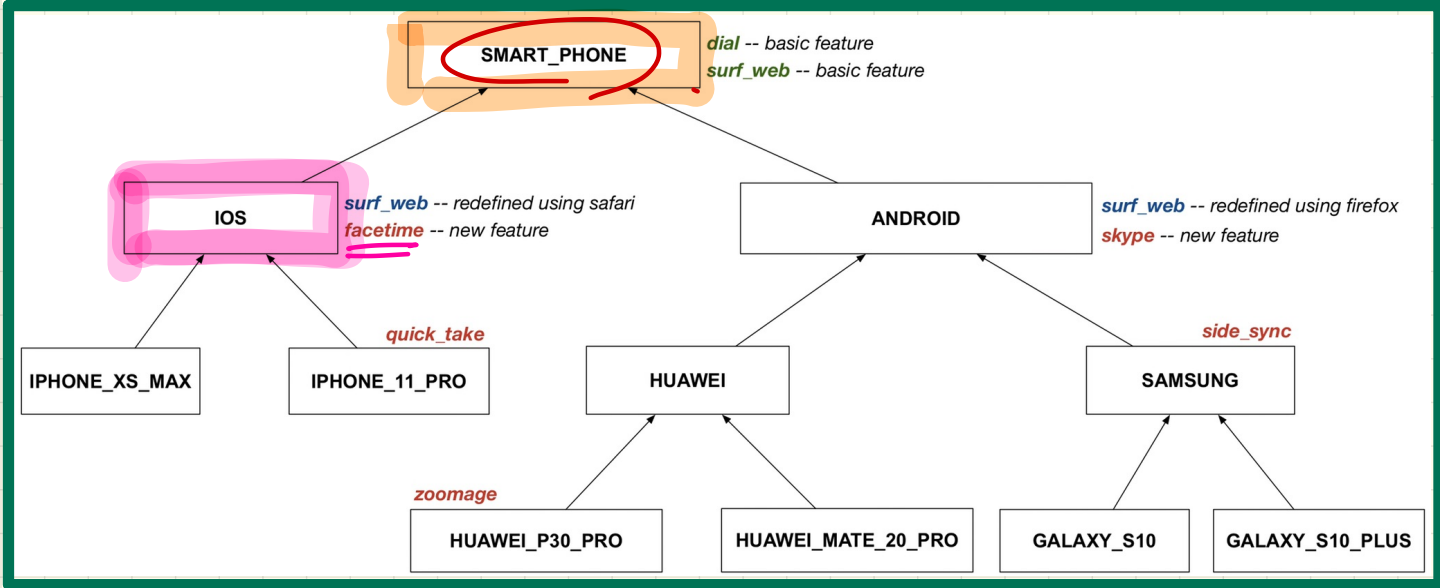 SMART_PHONE
dial -- basic feature
surf_web -- basic feature
IOS
surf_web -- redefined using safari
facetime -- new feature
ANDROID
surf_web -- redefined using firefox
skype -- new feature
IPHONE_XS_MAX
quick_take
IPHONE_11_PRO
HUAWEI
side_sync
SAMSUNG
zoomage
HUAWEI_P30_PRO
HUAWEI_MATE_20_PRO
GALAXY_S10
GALAXY_S10_PLUS